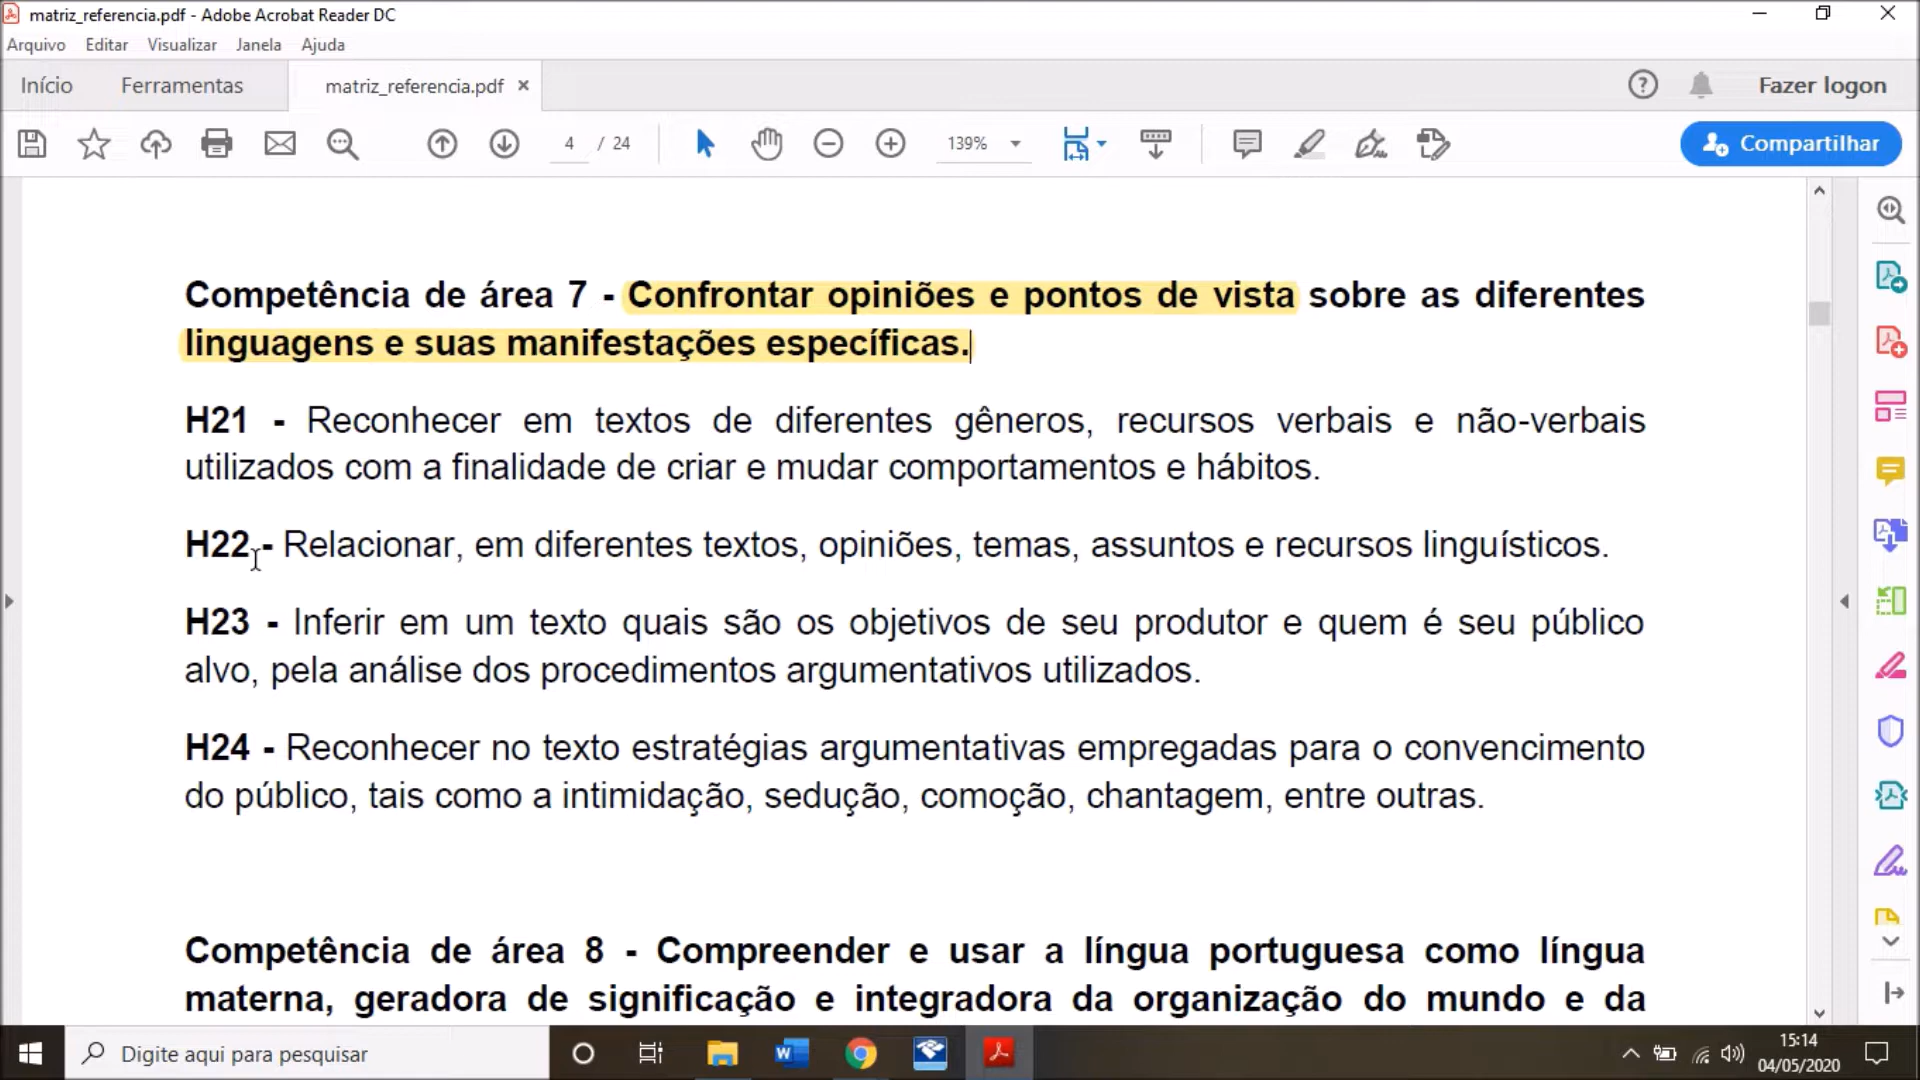 matriz_referencia.pdf - Adobe Acrobat Reader DC
Arquivo Editar Visualizar Janela Ajuda
Início Ferramentas matriz_referencia.pdf Fazer logon
4 / 24 139% Compartilhar
Competência de área 7 - Confrontar opiniões e pontos de vista sobre as diferentes
linguagens e suas manifestações específicas.
H21 - Reconhecer em textos de diferentes gêneros, recursos verbais e não-verbais
utilizados com a finalidade de criar e mudar comportamentos e hábitos.
H22 - Relacionar, em diferentes textos, opiniões, temas, assuntos e recursos linguísticos.
H23 - Inferir em um texto quais são os objetivos de seu produtor e quem é seu público
alvo, pela análise dos procedimentos argumentativos utilizados.
H24 - Reconhecer no texto estratégias argumentativas empregadas para o convencimento
do público, tais como a intimidação, sedução, comoção, chantagem, entre outras.
Competência de área 8 - Compreender e usar a língua portuguesa como língua
materna, geradora de significação e integradora da organização do mundo e da
Digite aqui para pesquisar
15:14
04/05/2020